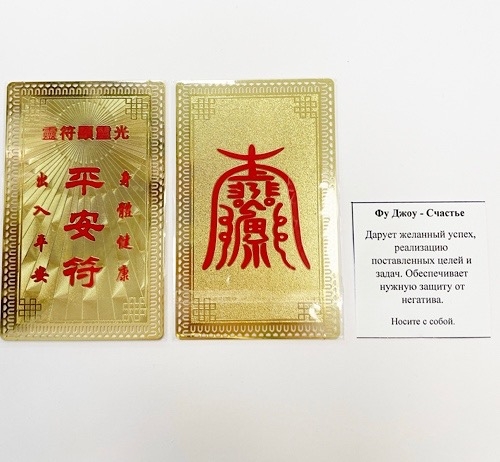 靈符顯靈光
平安符
身體健康
出入平安
Фу Джоу - Счастье
Дарует желанный успех,
реализацию
поставленных целей и
задач. Обеспечивает
нужную защиту от
негатива.
Носите с собой.